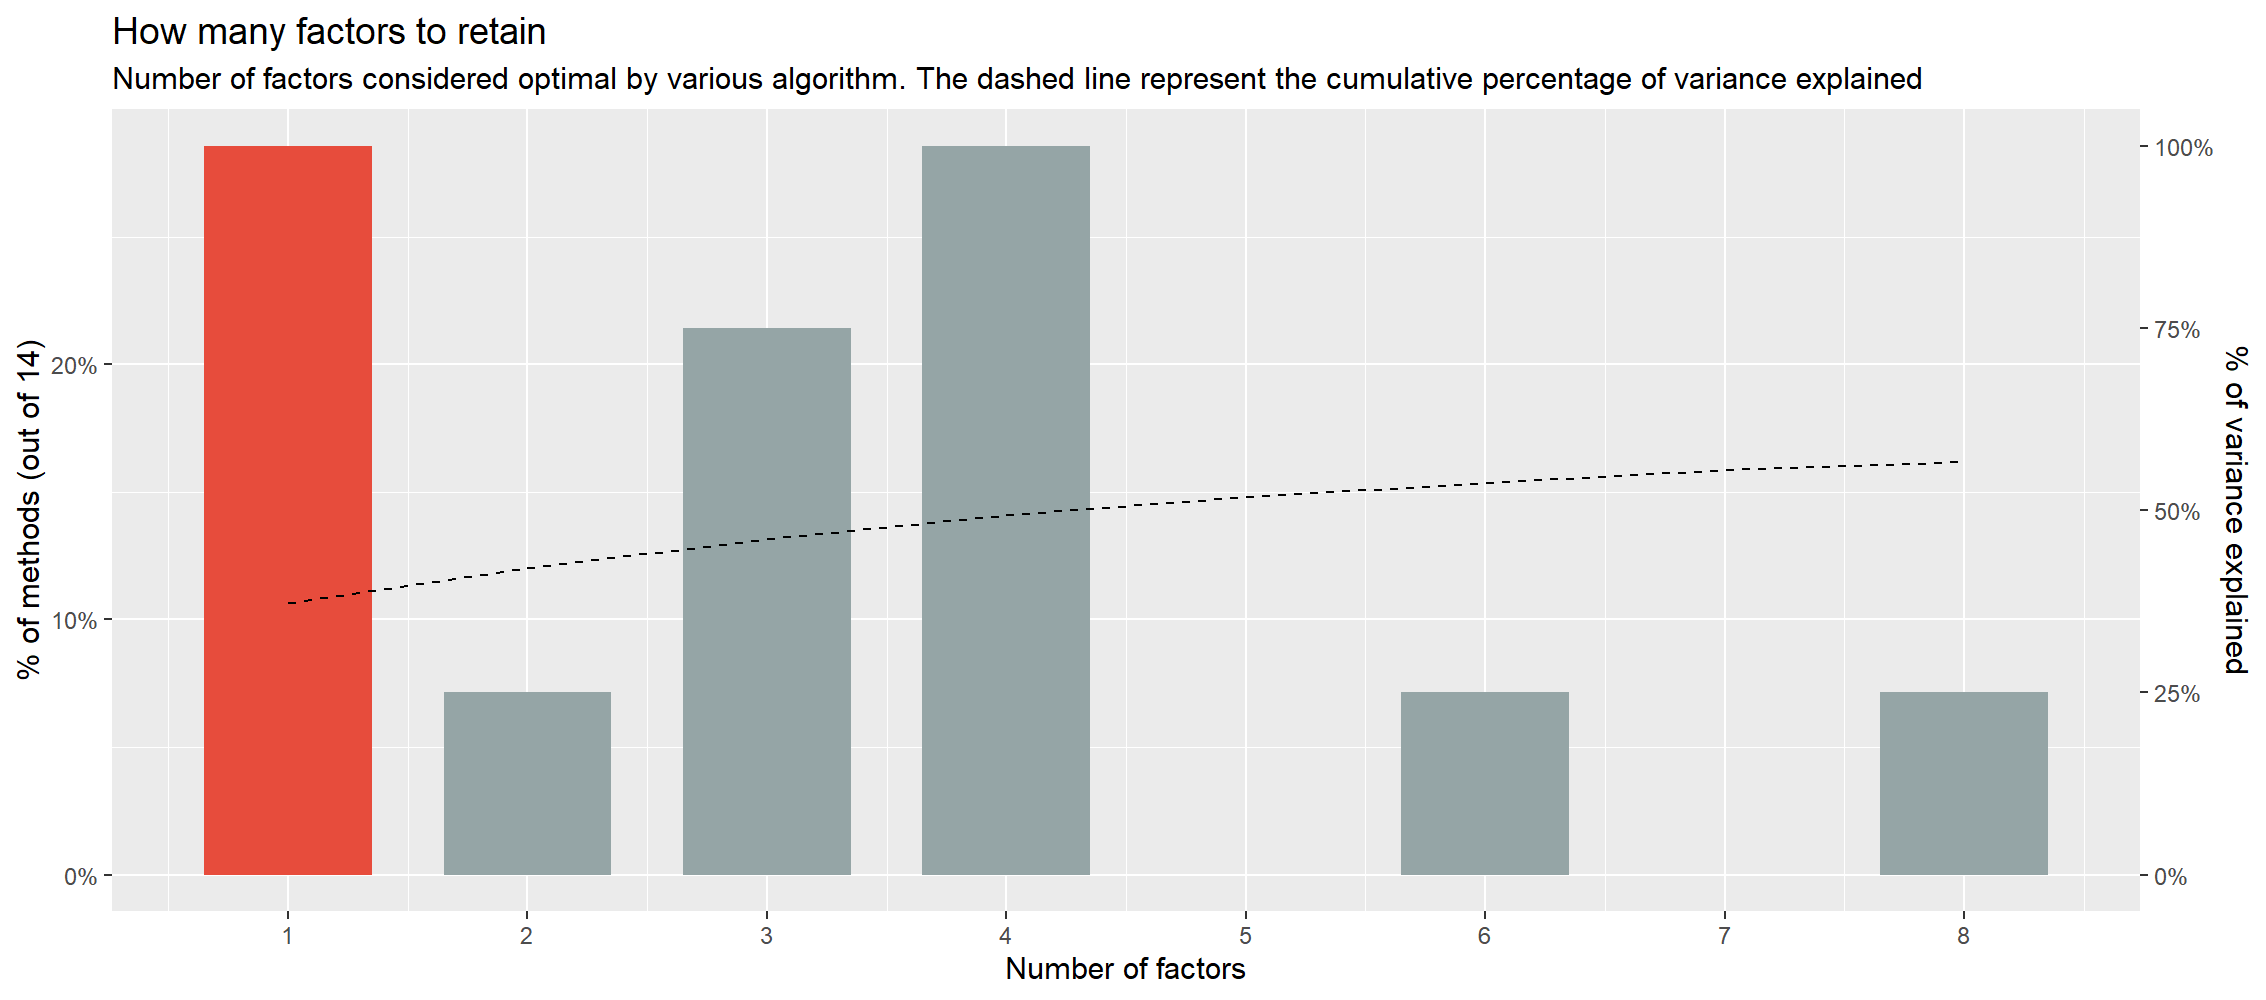 How many factors to retain
Number of factors considered optimal by various algorithm. The dashed line represent the cumulative percentage of variance explained
% of methods (out of 14)
20%
10%
0%
100%
75%
50%
25%
0%
% of variance explained
1 2 3 4 5 6 7 8
Number of factors